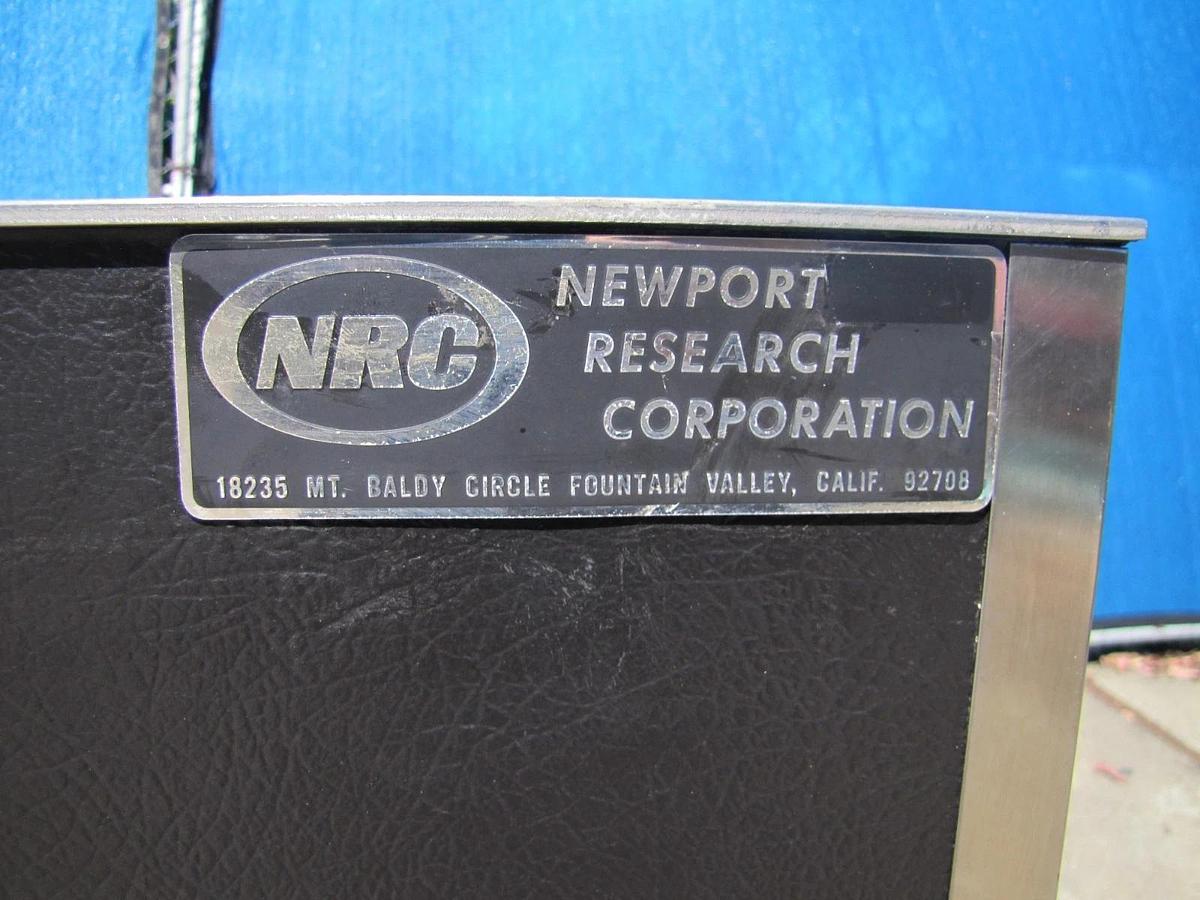 NRC
NEWPORT
RESEARCH
CORPORATION
18235 MT. BALDY CIRCLE FOUNTAIN VALLEY, CALIF. 92708